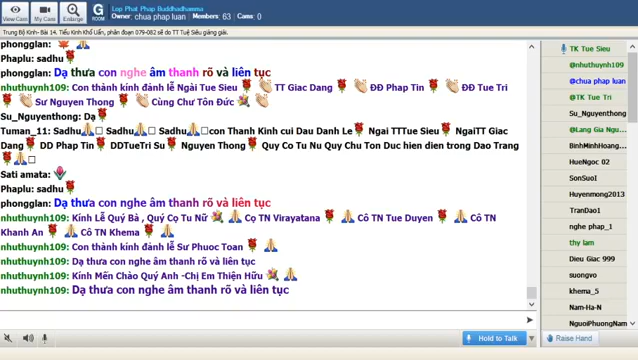 Lop Phat Phap Buddhadhamma
Owner: chua phap luan Members: 63 Cams: 0
View Cam
My Cam
Enlarge
G
ROOM
Trung Bộ Kinh- Bài 14. Tiểu Kinh Khổ Uẩn, phân đoạn 079-082 sẽ do TT Tuệ Siêu giảng giải.
phongglan:
Phaplu: sadhu
phongglan: Dạ thưa con nghe âm thanh rõ và liên tục
nhuthuynh109: Con thành kính đảnh lễ Ngài Tue Sieu TT Giac Dang ĐĐ Phap Tin ĐĐ Tue Tri
Sư Nguyen Thong Cùng Chư Tôn Đức
Su_Nguyenthong: Dạ
Tuman_11: Sadhu Sadhu Sadhu con Thanh Kinh cui Dau Danh Le Ngai TTTue Sieu NgaiTT Giac
Dang DD Phap Tin DDTueTri Su Nguyen Thong Quy Co Tu Nu Quy Chu Ton Duc hien dien trong Dao Trang
Sati amata:
Phaplu: sadhu
phongglan: Dạ thưa con nghe âm thanh rõ và liên tục
nhuthuynh109: Kính Lễ Quý Bà , Quý Cọ Tu Nữ Cọ TN Virayatana Cô TN Tue Duyen Cô TN
Khanh An Cô TN Khema
nhuthuynh109: Con thành kính đảnh lễ Sư Phuoc Toan
nhuthuynh109: Dạ thưa con nghe âm thanh rõ và liên tục
nhuthuynh109: Kính Mến Chào Quý Anh -Chị Em Thiện Hữu
nhuthuynh109: Dạ thưa con nghe âm thanh rõ và liên tục
Hold to Talk
TK Tue Sieu
@nhuthuynh109
@chua phap luan
@TK Tue Tri
Su_Nguyenthong
@Lang Gia Nguu...
BinhMinhHoang...
HueNgoc 02
SonSuoI
Huyenmong2013
TranDao1
nghe phap_1
thy lam
Dieu Giac 999
suongvo
khema_5
Nam-Ha-N
NguoiPhuongNam
Raise Hand